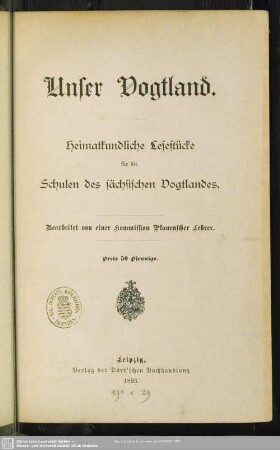 Unser Vogtland.
Heimatkundliche Lesestücke
für die
Schulen des sächsischen Vogtlandes.
Bearbeitet von einer Kommission Plauenscher Lehrer.
Preis 50 Pfennige.
Leipzig,
Verlag der Dürr'schen Buchhandlung
1893.